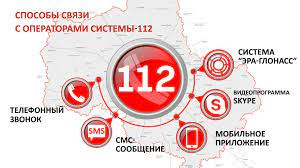 СПОСОБЫ СВЯЗИ
С ОПЕРАТОРАМИ СИСТЕМЫ-112
СИСТЕМА
"ЭРА-ГЛОНАСС"
112
ВИДЕОПРОГРАММА
SKYPE
S
ТЕЛЕФОННЫЙ
ЗВОНОК
SMS
СМС-
СООБЩЕНИЕ
МОБИЛЬНОЕ
ПРИЛОЖЕНИЕ